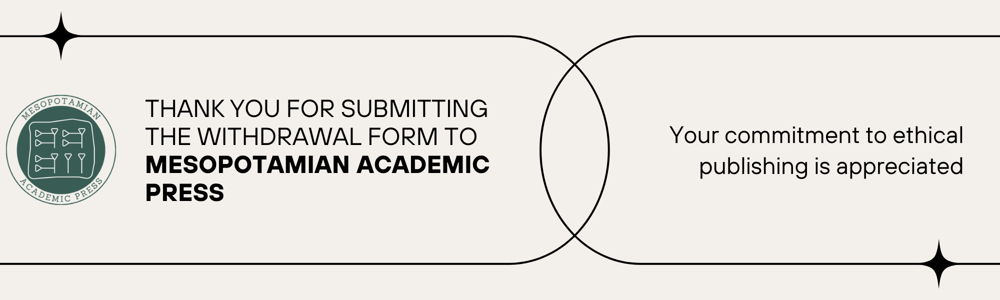 MESOPOTAMIAN
ACADEMIC PRESS
THANK YOU FOR SUBMITTING
THE WITHDRAWAL FORM TO
MESOPOTAMIAN ACADEMIC
PRESS
Your commitment to ethical
publishing is appreciated